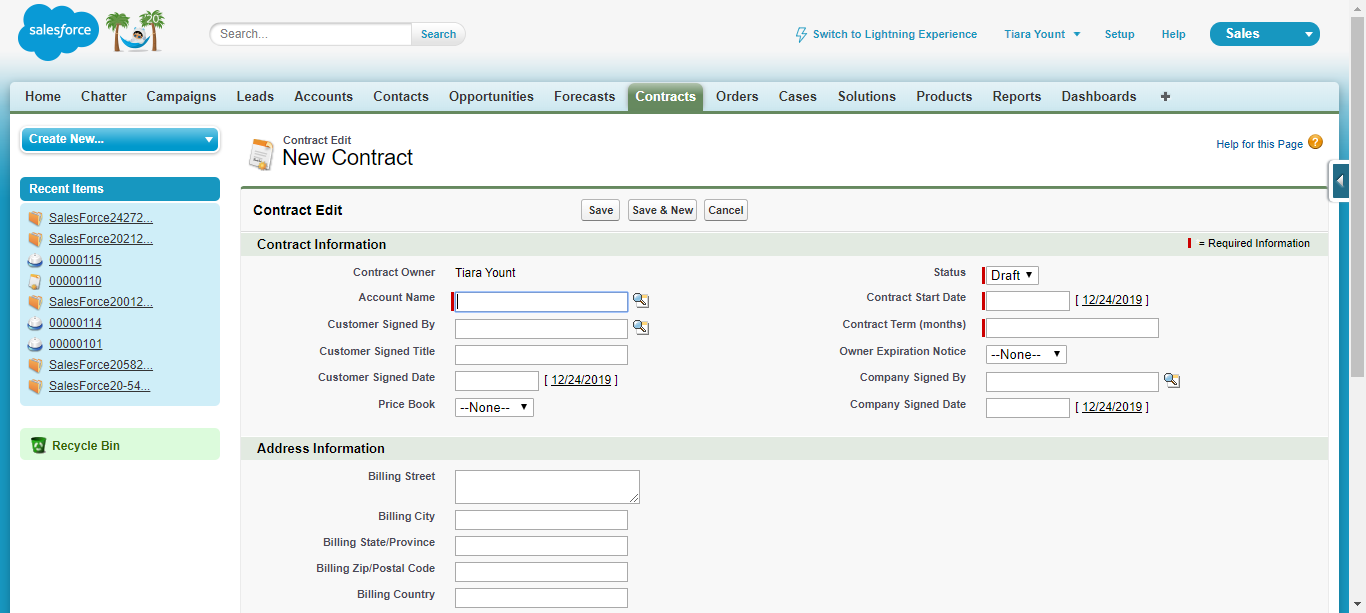 salesforce
20
Search...
Search
Switch to Lightning Experience
Tiara Yount
Setup
Help
Sales
Home Chatter Campaigns Leads Accounts Contacts Opportunities Forecasts Contracts Orders Cases Solutions Products Reports Dashboards +
Create New...
Recent Items
SalesForce24272...
SalesForce20212...
00000115
00000110
SalesForce20012...
00000114
00000101
SalesForce20582...
SalesForce20-54...
Recycle Bin
Contract Edit
New Contract
Help for this Page ?
Contract Edit
Save
Save & New
Cancel
Contract Information
= Required Information
Contract Owner Tiara Yount
Status Draft
Account Name
Contract Start Date [ 12/24/2019 ]
Customer Signed By
Contract Term (months)
Customer Signed Title
Owner Expiration Notice --None--
Customer Signed Date [ 12/24/2019 ]
Company Signed By
Price Book --None--
Company Signed Date [ 12/24/2019 ]
Address Information
Billing Street
Billing City
Billing State/Province
Billing Zip/Postal Code
Billing Country